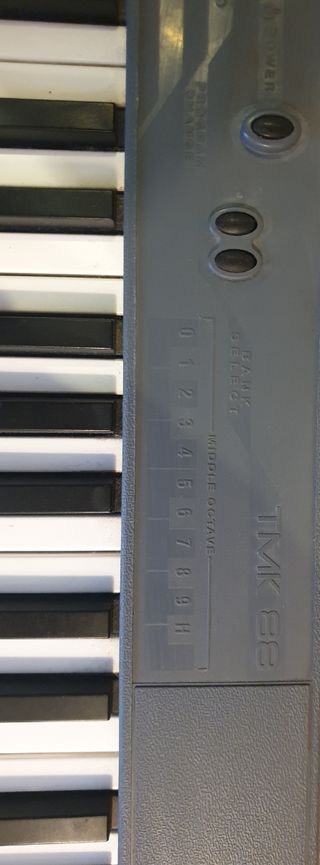 POWER
PROGRAM
CHANGE
BANK
SELECT
MIDDLE OCTAVE
0 1 2 3 4 5 6 7 8 9 H
TMK 88